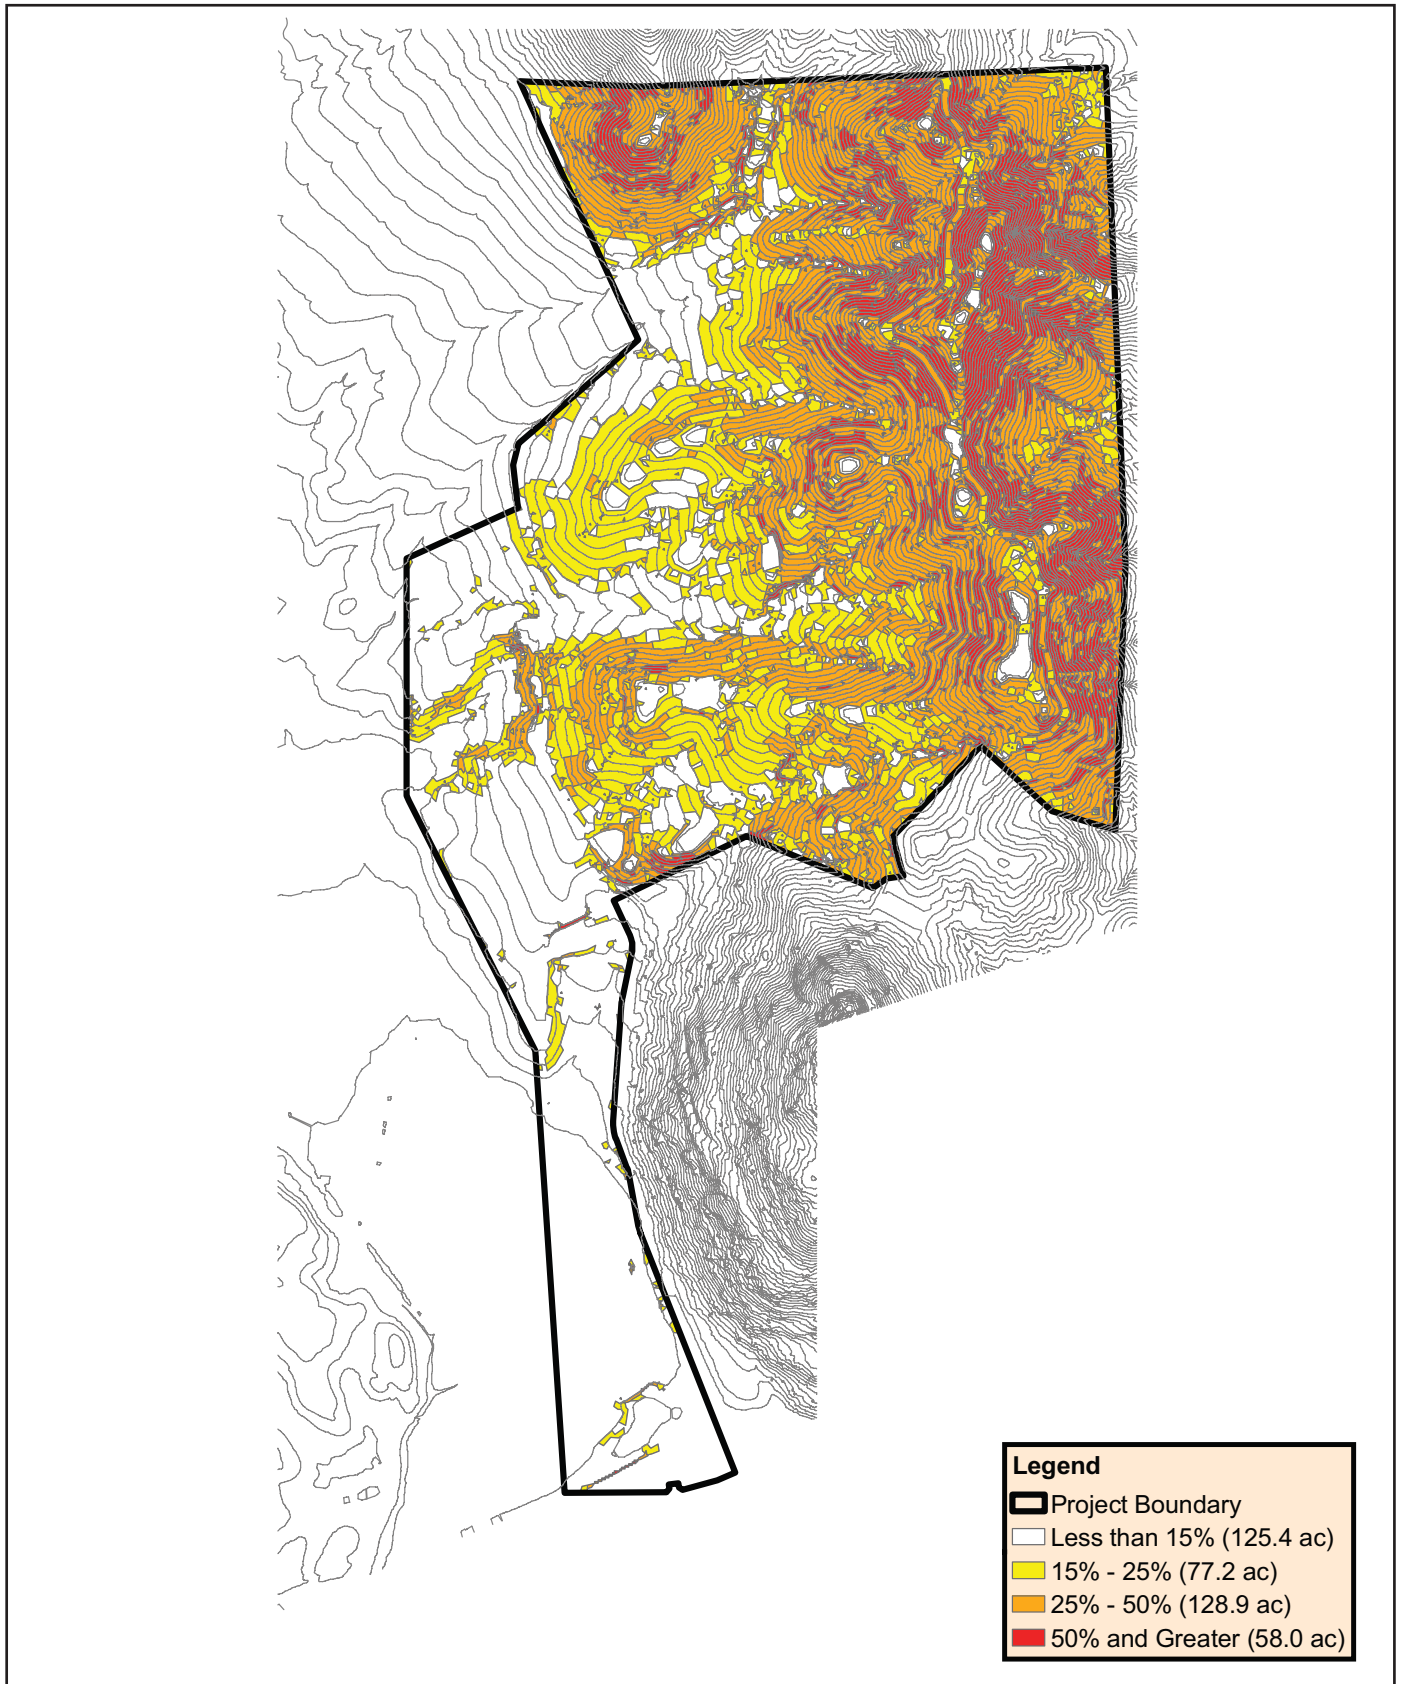 Legend
Project Boundary
Less than 15% (125.4 ac)
15% - 25% (77.2 ac)
25% - 50% (128.9 ac)
50% and Greater (58.0 ac)